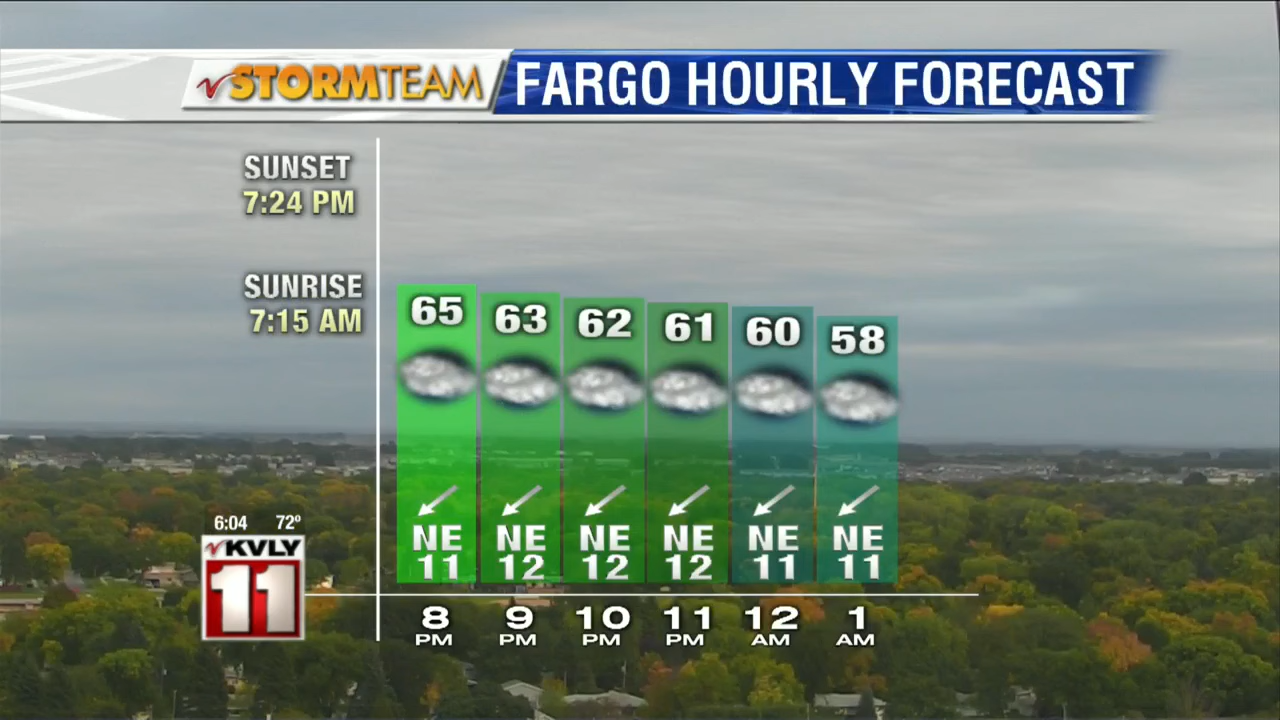 STORMTEAM FARGO HOURLY FORECAST
SUNSET
7:24 PM
SUNRISE
7:15 AM
65 63 62 61 60 58
NE NE NE NE NE NE
11 12 12 12 11 11
8 9 10 11 12 1
PM PM PM PM AM AM
6:04 72º
KVLY
11